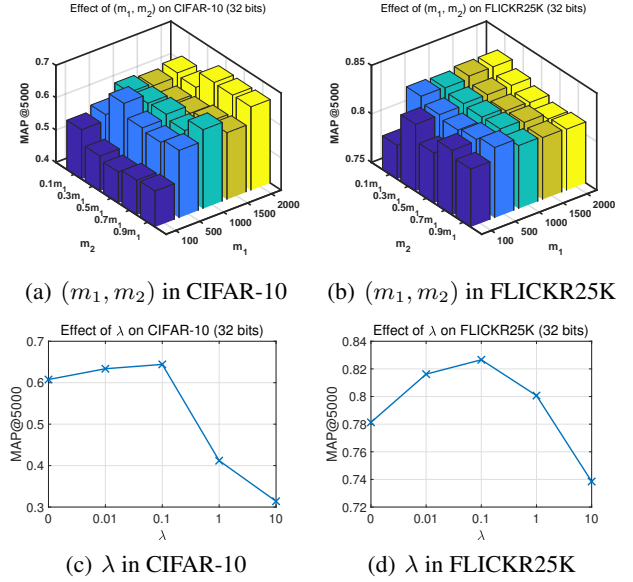 Effect of (m1, m2) on CIFAR-10 (32 bits)
0.7
0.6
0.5
0.4
MAP@5000
0.1m1
0.3m1
0.5m1
0.7m1
0.9m1
m2
100
500
1000
1500
2000
m1
(a) (m1, m2) in CIFAR-10
Effect of (m1, m2) on FLICKR25K (32 bits)
0.85
0.8
0.75
MAP@5000
0.1m1
0.3m1
0.5m1
0.7m1
0.9m1
m2
100
500
1000
1500
2000
m1
(b) (m1, m2) in FLICKR25K
Effect of λ on CIFAR-10 (32 bits)
0.7
0.6
0.5
0.4
0.3
MAP@5000
0
0.01
0.1
1
10
λ
(c) λ in CIFAR-10
Effect of λ on FLICKR25K (32 bits)
0.84
0.82
0.8
0.78
0.76
0.74
0.72
MAP@5000
0
0.01
0.1
1
10
λ
(d) λ in FLICKR25K